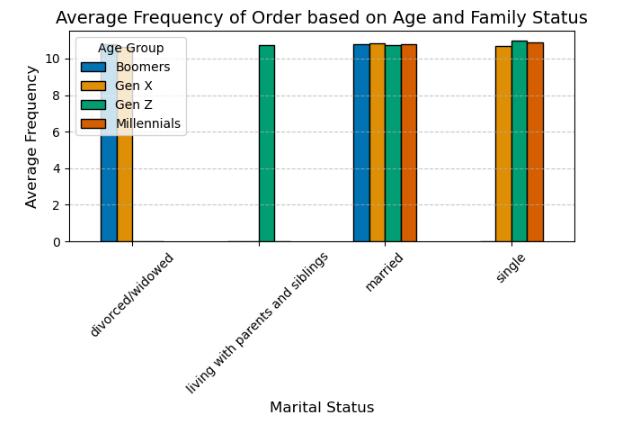 Average Frequency of Order based on Age and Family Status
Average Frequency
10
8
6
4
2
0
Age Group
Boomers
Gen X
Gen Z
Millennials
divorced/widowed
living with parents and siblings
married
single
Marital Status